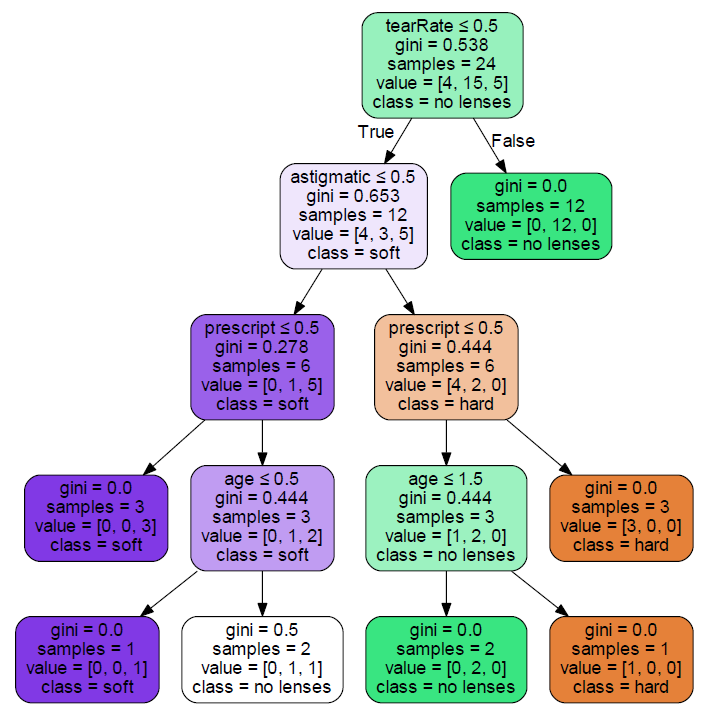 tearRate ≤ 0.5
gini = 0.538
samples = 24
value = [4, 15, 5]
class = no lenses
True
False
astigmatic ≤ 0.5
gini = 0.653
samples = 12
value = [4, 3, 5]
class = soft
gini = 0.0
samples = 12
value = [0, 12, 0]
class = no lenses
prescript ≤ 0.5
gini = 0.278
samples = 6
value = [0, 1, 5]
class = soft
prescript ≤ 0.5
gini = 0.444
samples = 6
value = [4, 2, 0]
class = hard
gini = 0.0
samples = 3
value = [0, 0, 3]
class = soft
age ≤ 0.5
gini = 0.444
samples = 3
value = [0, 1, 2]
class = soft
age ≤ 1.5
gini = 0.444
samples = 3
value = [1, 2, 0]
class = no lenses
gini = 0.0
samples = 3
value = [3, 0, 0]
class = hard
gini = 0.0
samples = 1
value = [0, 0, 1]
class = soft
gini = 0.5
samples = 2
value = [0, 1, 1]
class = no lenses
gini = 0.0
samples = 2
value = [0, 2, 0]
class = no lenses
gini = 0.0
samples = 1
value = [1, 0, 0]
class = hard